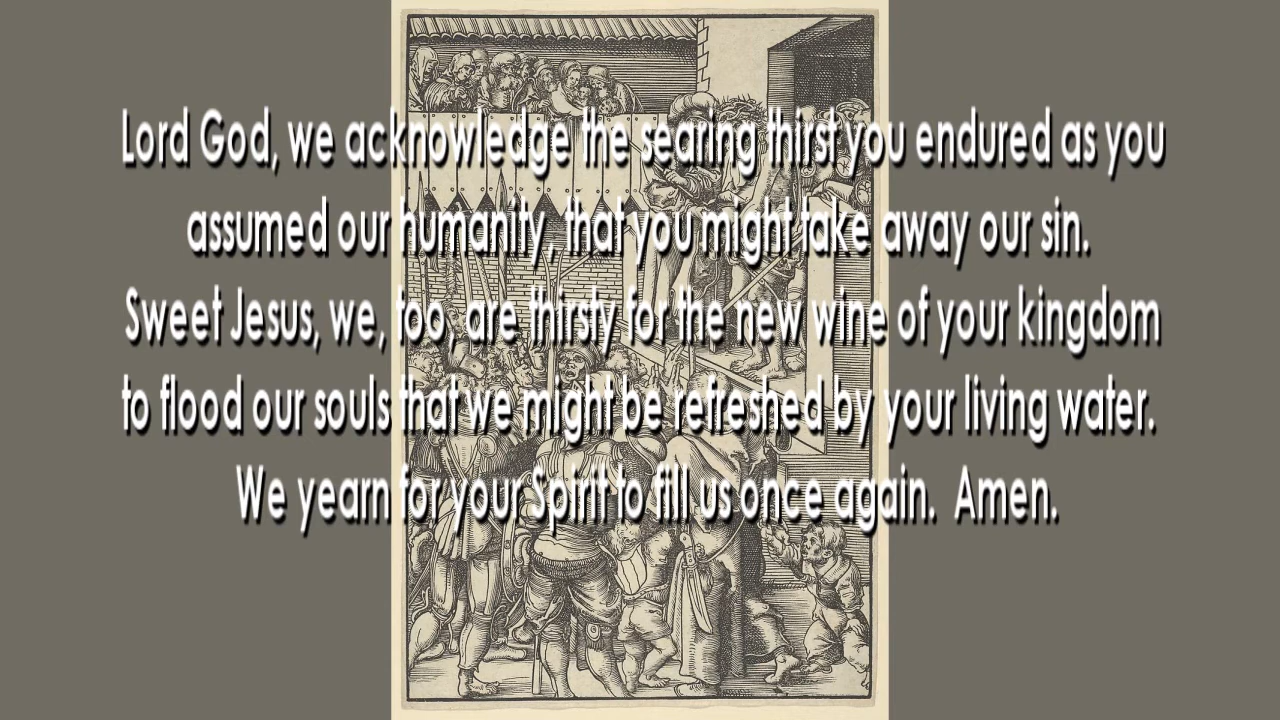 Lord God, we acknowledge the searing thirst you endured as you
assumed our humanity, that you might take away our sin.
Sweet Jesus, we, too, are thirsty for the new wine of your kingdom
to flood our souls that we might be refreshed by your living water.
We yearn for your Spirit to fill us once again.  Amen.